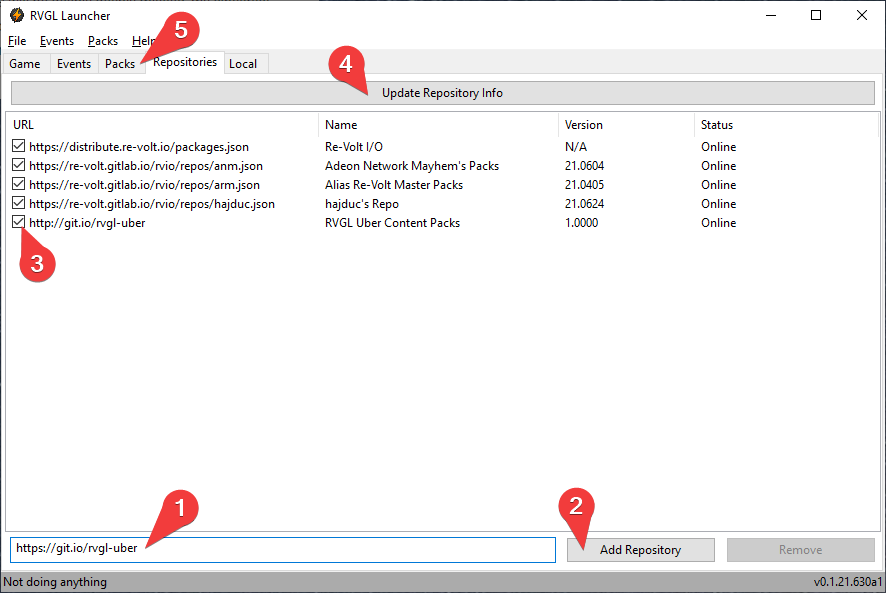 RVGL Launcher
File Events Packs Help
5
Game Events Packs Repositories Local
4
Update Repository Info
URL Name Version Status
https://distribute.re-volt.io/packages.json Re-Volt I/O N/A Online
https://re-volt.gitlab.io/rvio/repos/anm.json Adeon Network Mayhem's Packs 21.0604 Online
https://re-volt.gitlab.io/rvio/repos/arm.json Alias Re-Volt Master Packs 21.0405 Online
https://re-volt.gitlab.io/rvio/repos/hajduc.json hajduc's Repo 21.0624 Online
http://git.io/rvgl-uber RVGL Uber Content Packs 1.0000 Online
3
1
2
https://git.io/rvgl-uber Add Repository Remove
Not doing anything v0.1.21.630a1